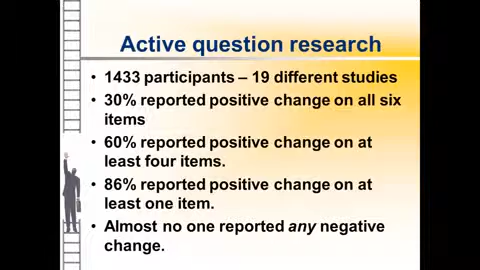 Active question research
• 1433 participants – 19 different studies
• 30% reported positive change on all six
items
• 60% reported positive change on at
least four items.
• 86% reported positive change on at
least one item.
• Almost no one reported any negative
change.